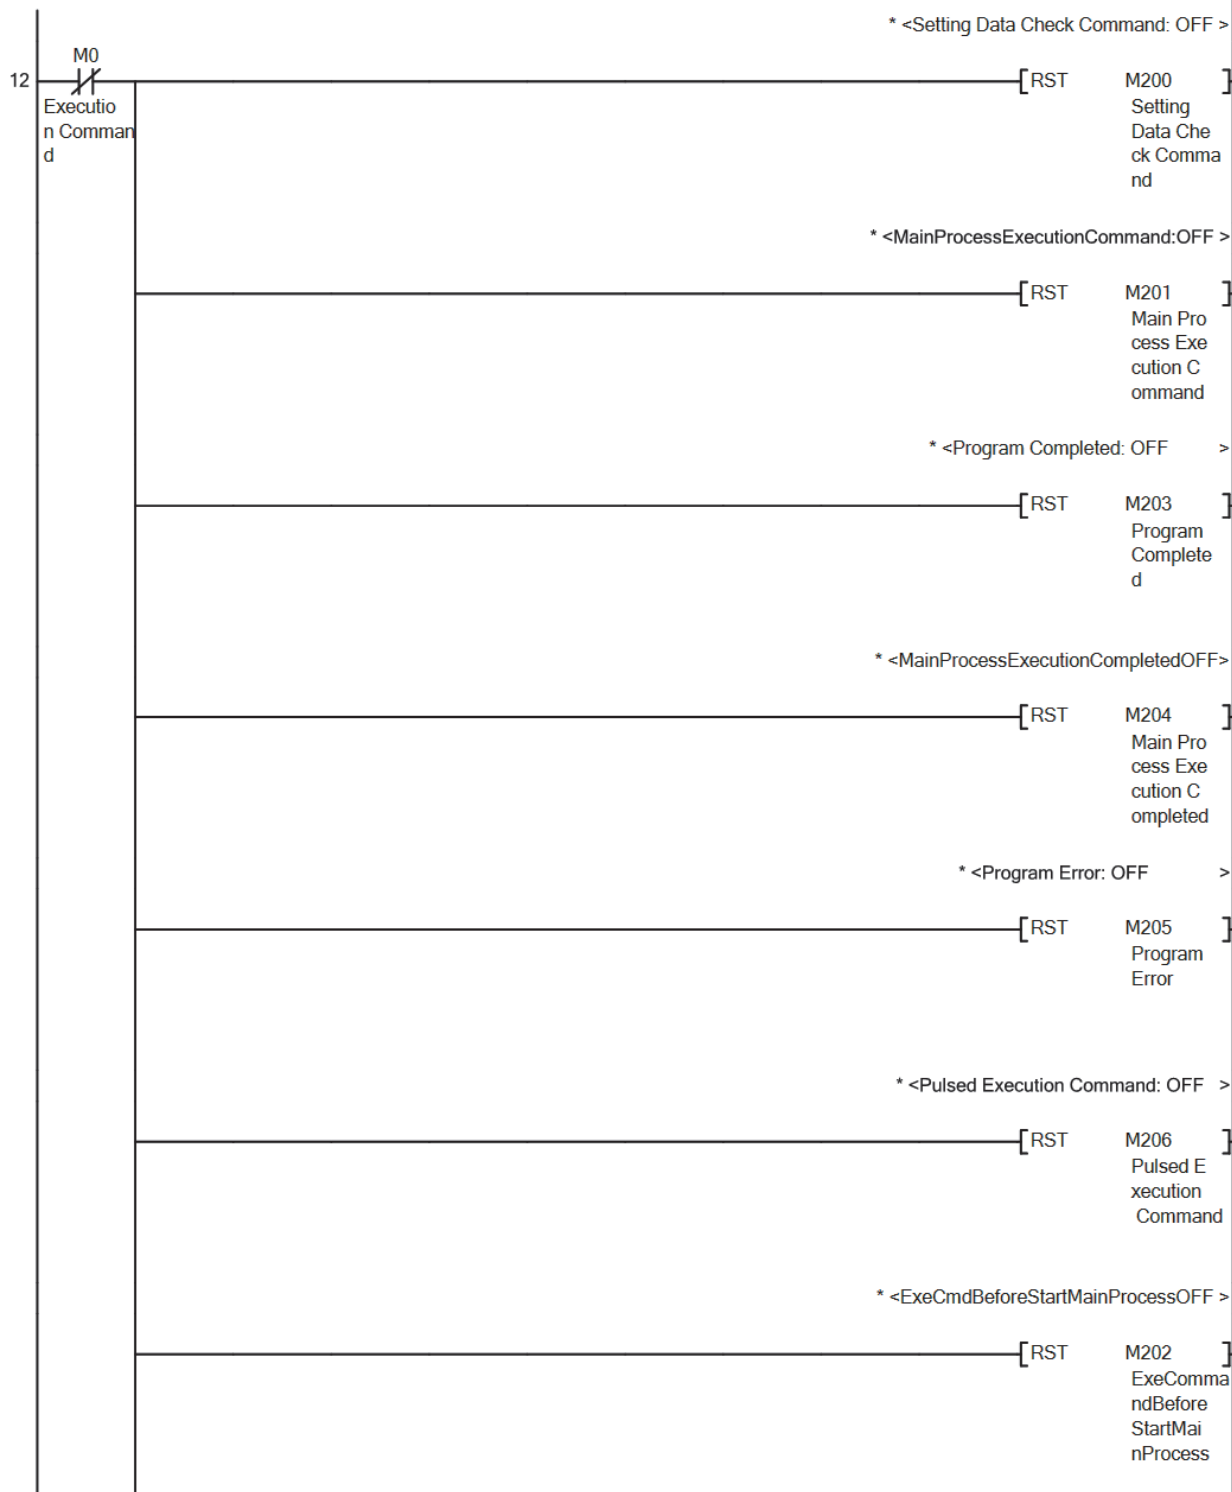 * <Setting Data Check Command: OFF >
M0
12
[RST M200 ]
Executio
n Comman
d
Setting
Data Che
ck Comma
nd
* <MainProcessExecutionCommand:OFF >
[RST M201 ]
Main Pro
cess Exe
cution C
ommand
* <Program Completed: OFF >
[RST M203 ]
Program
Complete
d
* <MainProcessExecutionCompletedOFF>
[RST M204 ]
Main Pro
cess Exe
cution C
ompleted
* <Program Error: OFF >
[RST M205 ]
Program
Error
* <Pulsed Execution Command: OFF >
[RST M206 ]
Pulsed E
xecution
Command
* <ExeCmdBeforeStartMainProcessOFF >
[RST M202 ]
ExeComma
ndBefore
StartMai
nProcess